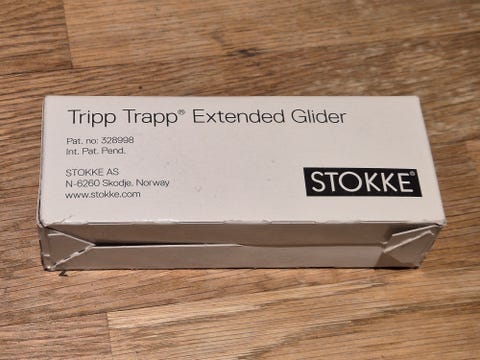 Tripp Trapp® Extended Glider
Pat. no: 328998
Int. Pat. Pend.
STOKKE AS
N-6260 Skodje, Norway
www.stokke.com
STOKKE®